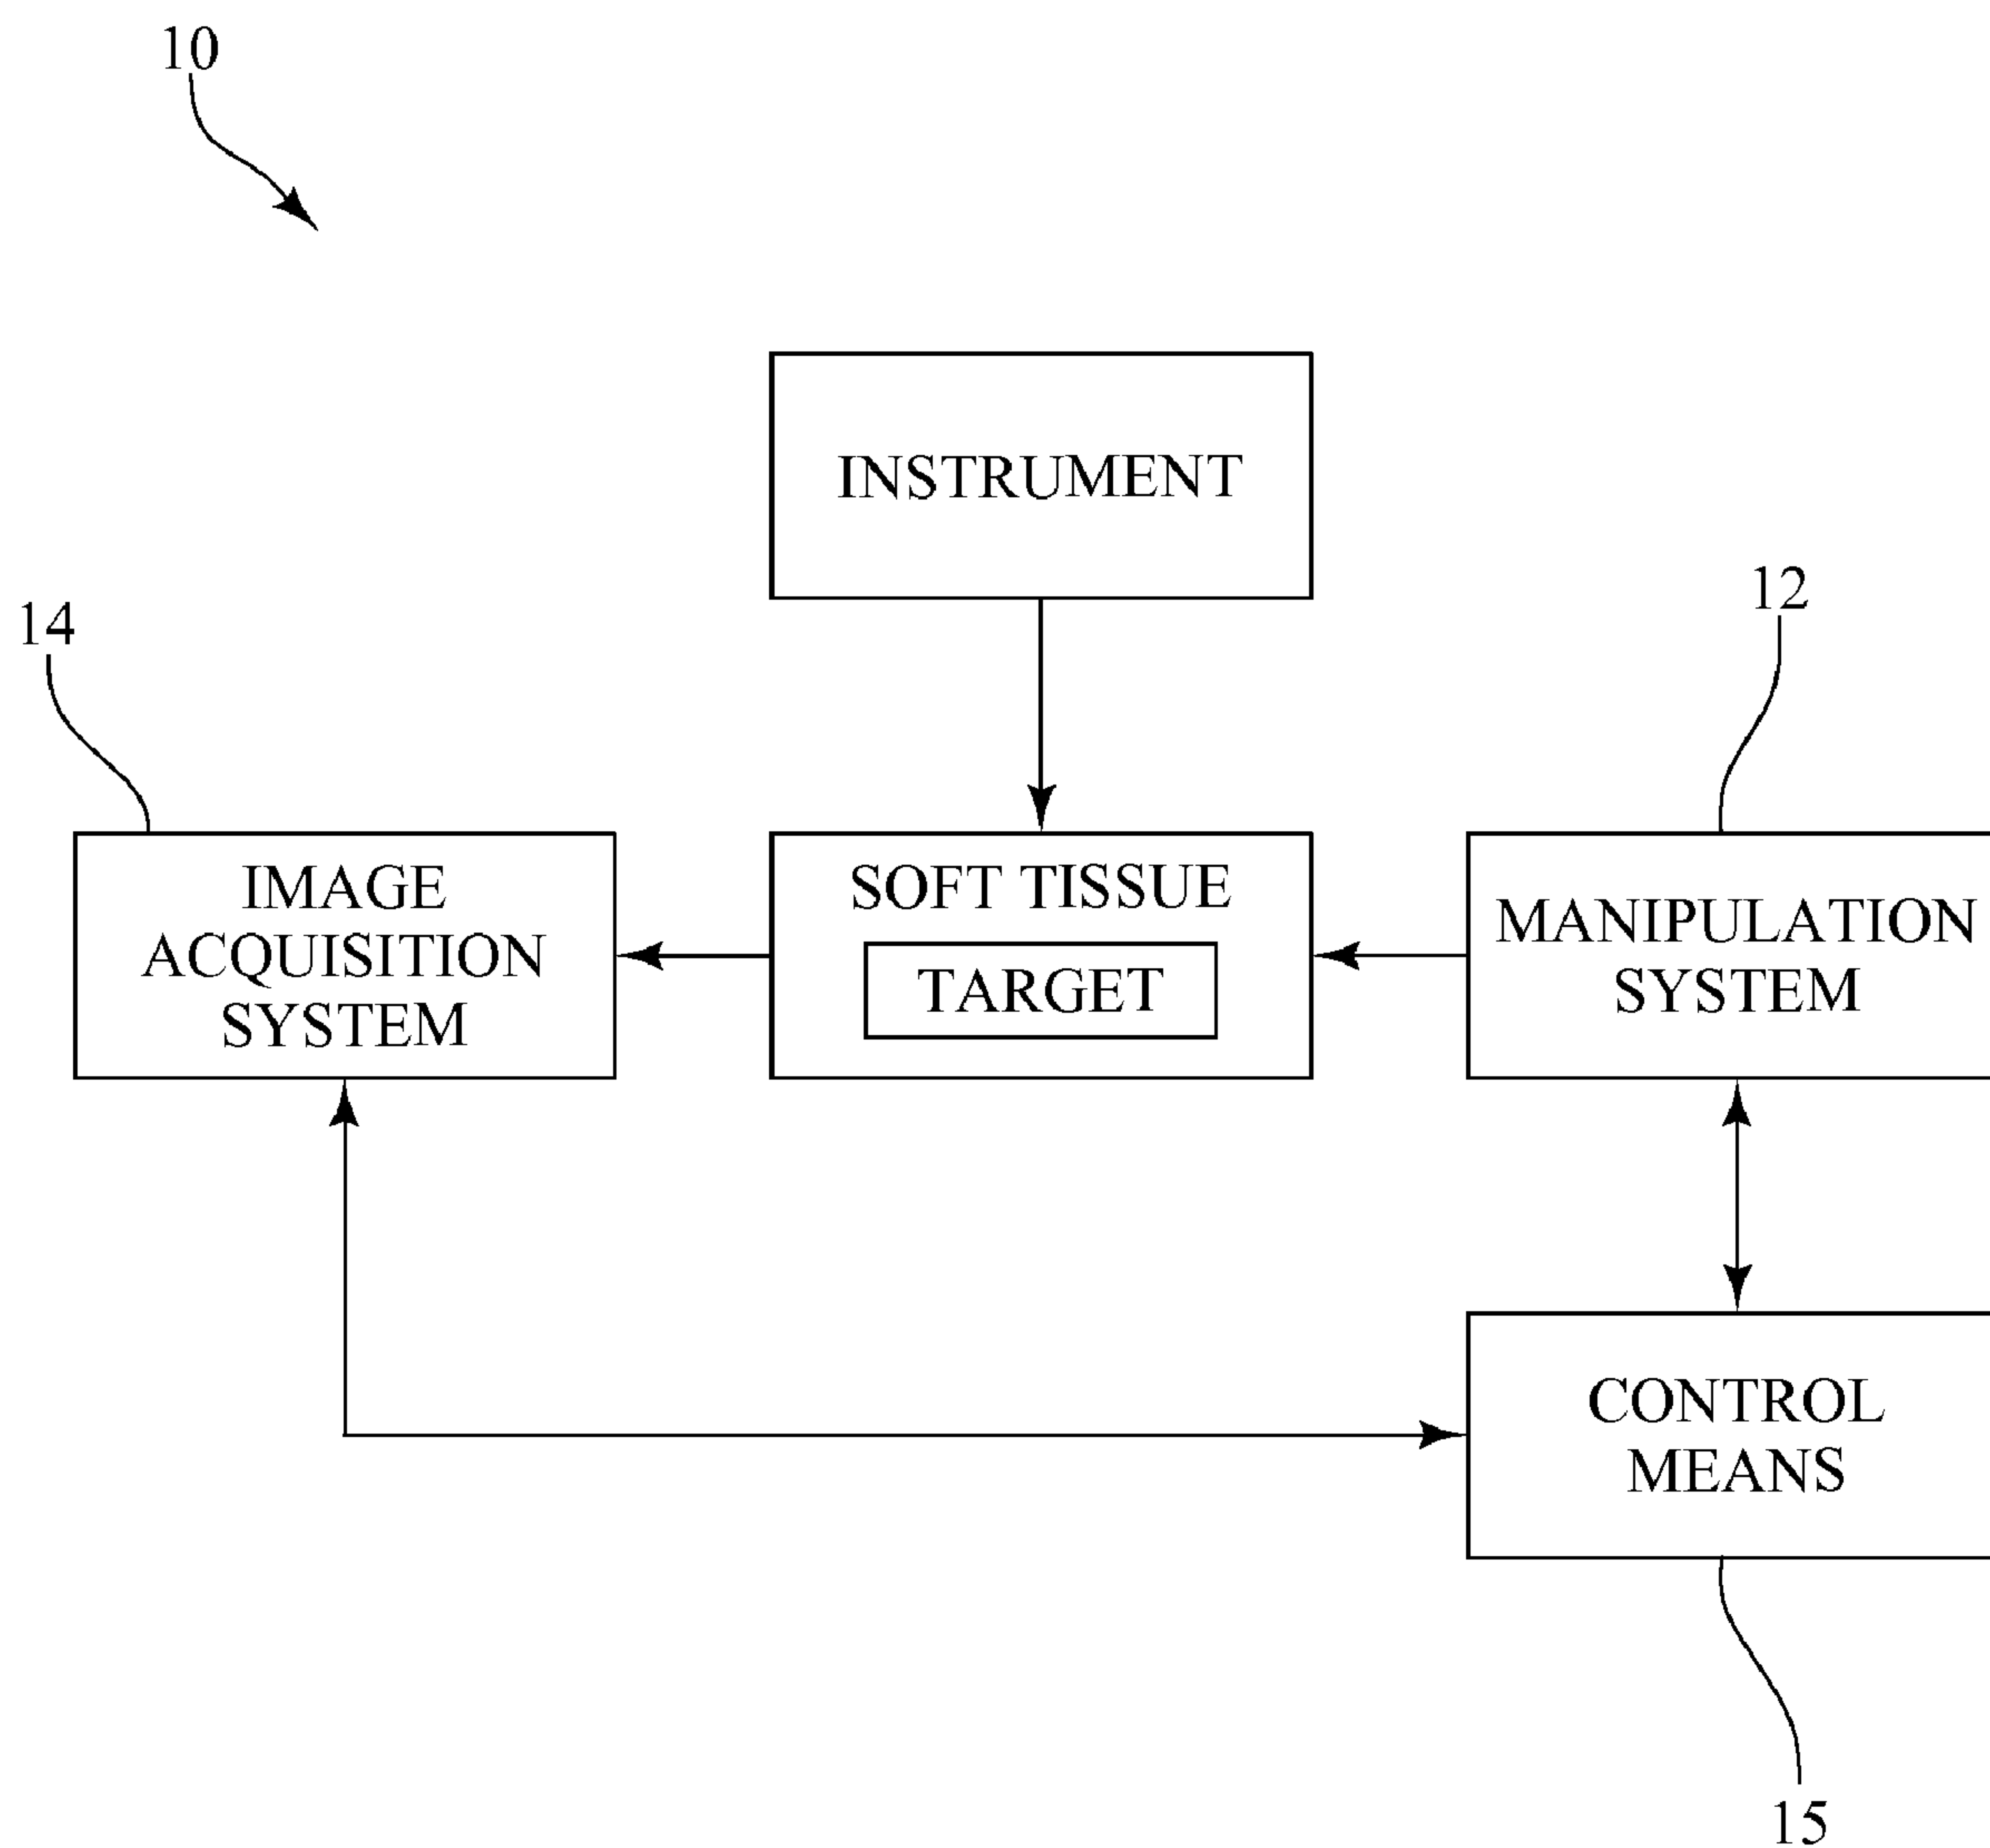 10
INSTRUMENT
14
12
IMAGE
ACQUISITION
SYSTEM
SOFT TISSUE
TARGET
MANIPULATION
SYSTEM
CONTROL
MEANS
15